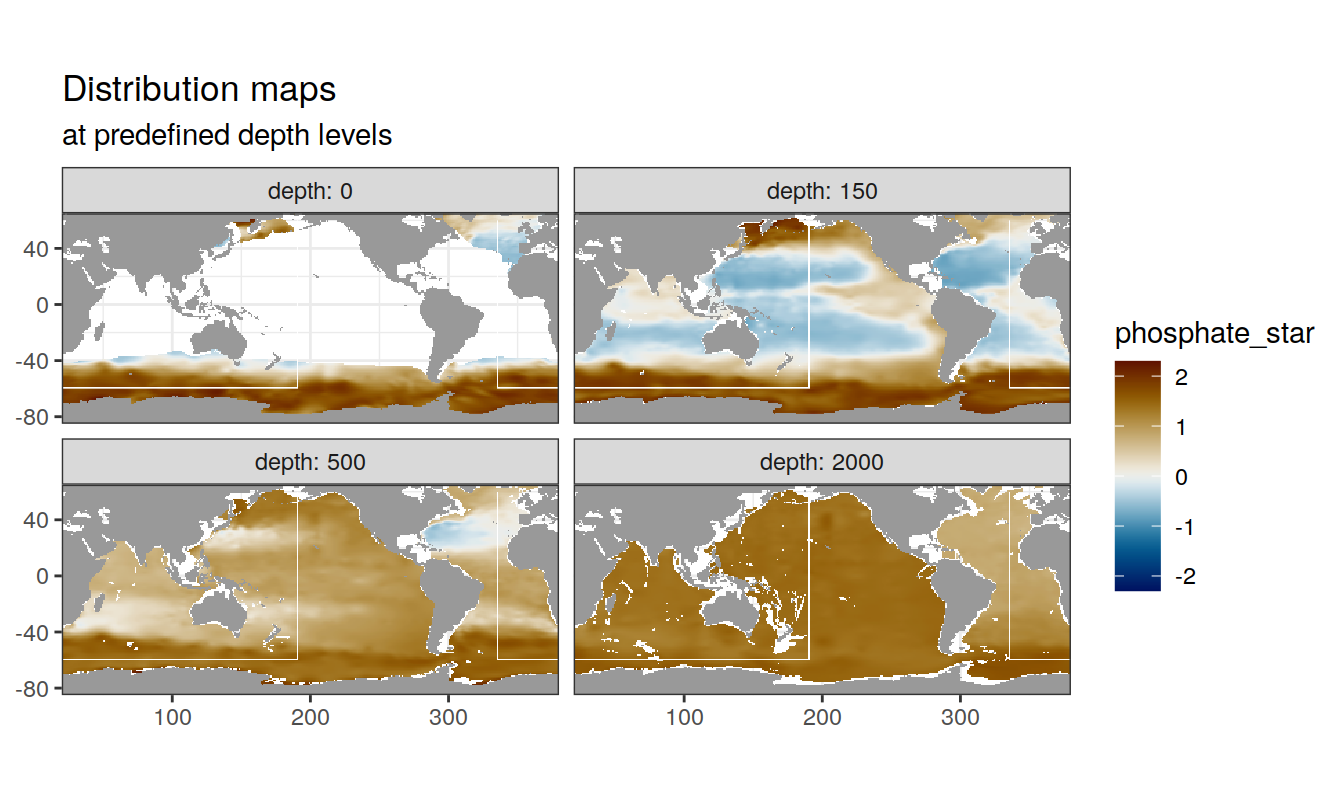 Distribution maps
at predefined depth levels
depth: 0
depth: 150
40
0
-40
-80
depth: 500
depth: 2000
40
0
-40
-80
100
200
300
100
200
300
phosphate_star
2
1
0
-1
-2